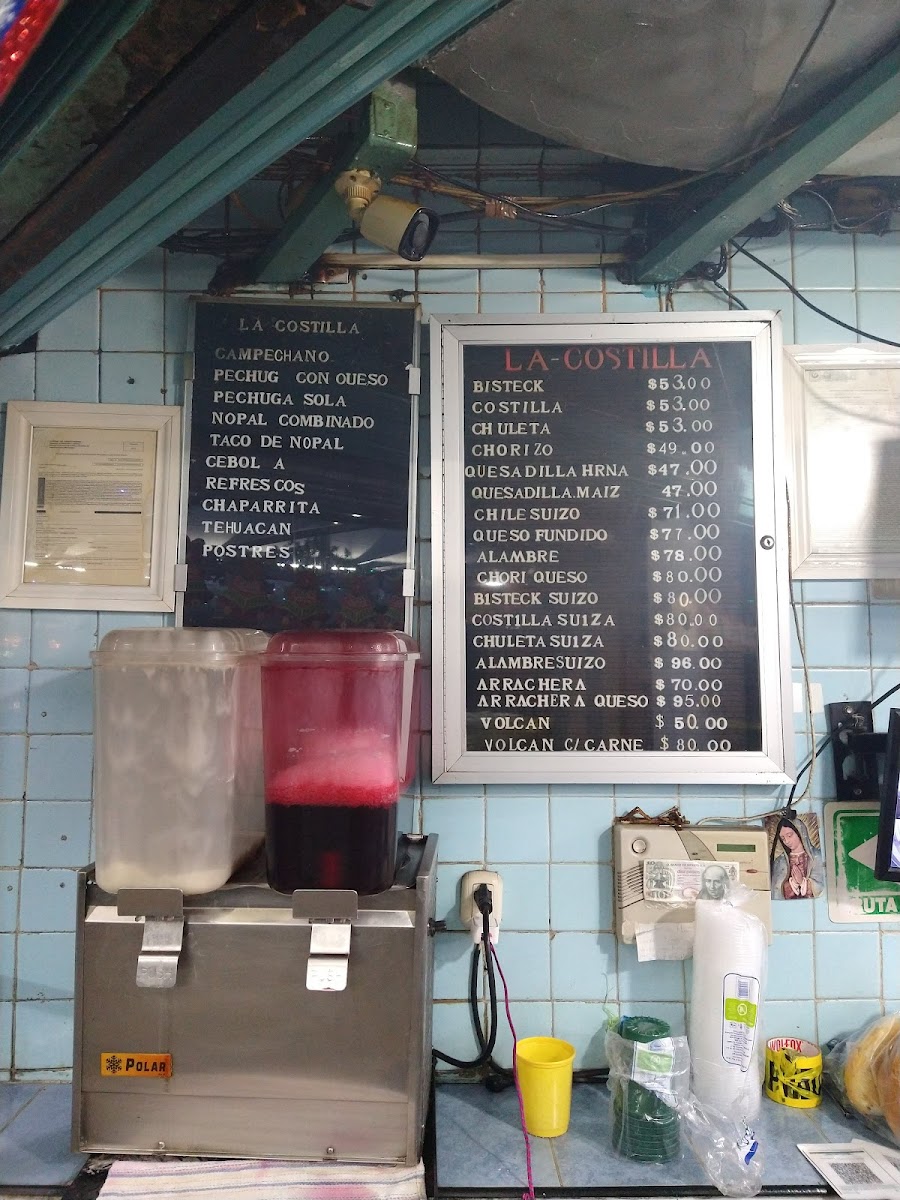 LA COSTILLA
CAMPECHANO
PECHUG CON QUESO
PECHUGA SOLA
NOPAL COMBINADO
TACO DE NOPAL
CEBOL A
REFRESCOS
CHAPARRITA
TEHUACAN
POSTRES
LA-COSTILLA
BISTECK $53.00
COSTILLA $53.00
CHULETA $53.00
CHORIZO $49.00
QUESADILLA HRNA $47.00
QUESADILLA.MAIZ 47.00
CHILE SUIZO $71.00
QUESO FUNDIDO $77.00
ALAMBRE $78.00
CHORI QUESO $80.00
BISTECK SUIZO $80.00
COSTILLA SUIZA $80.00
CHULETA SUIZA $80.00
ALAMBRE SUIZO $96.00
ARRACHERA $70.00
ARRACHERA QUESO $95.00
VOLCAN $50.00
VOLCAN C/CARNE $80.00
PUSH
PUSH
POLAR
WOLFOX
UTA